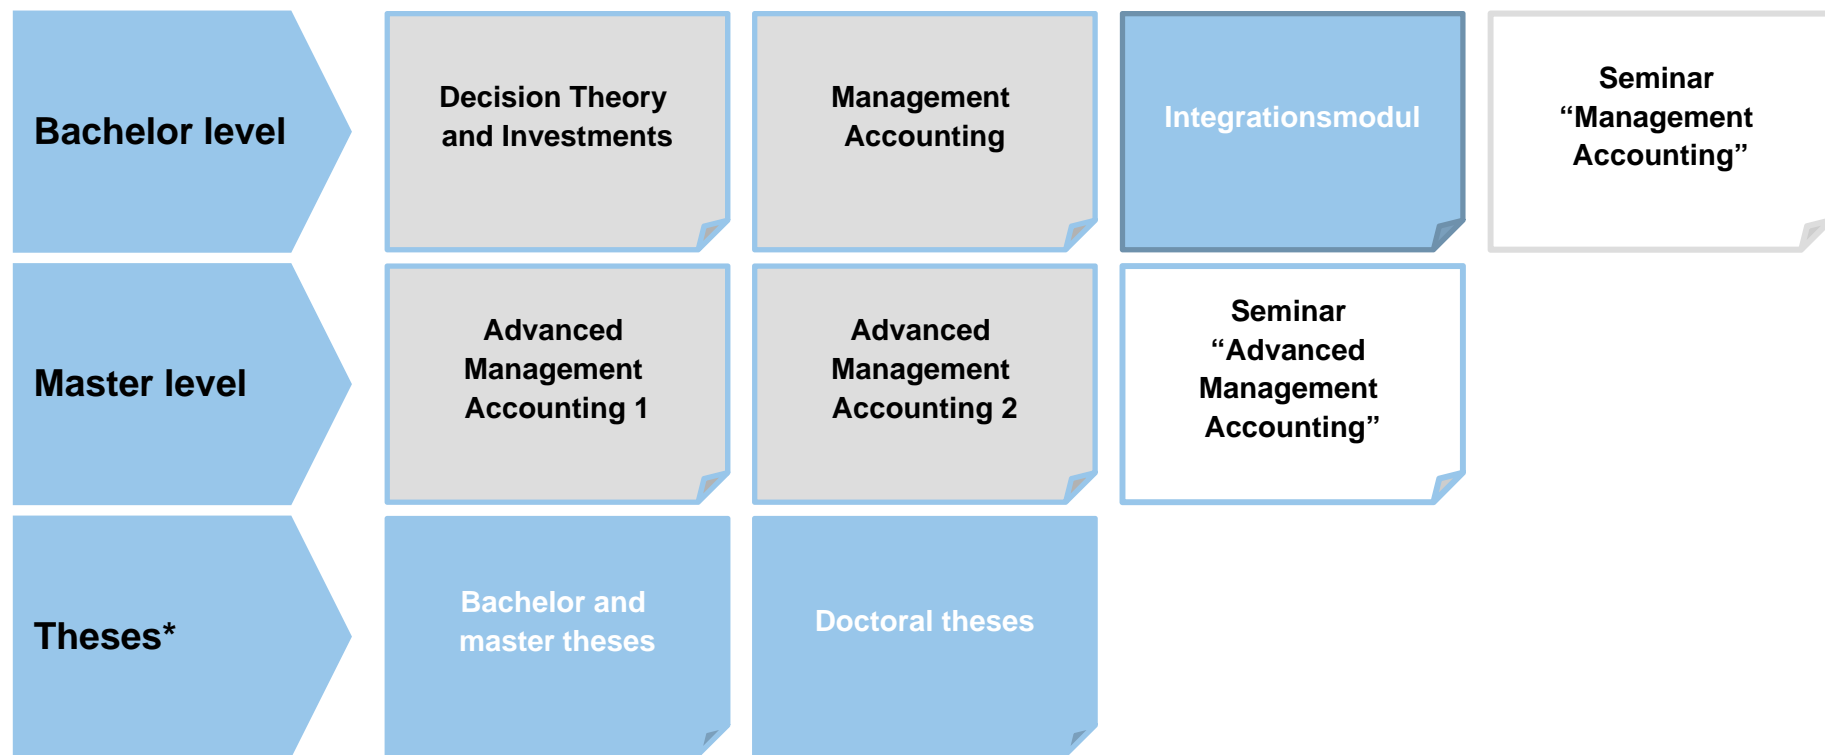 Bachelor level
Decision Theory
and Investments
Management
Accounting
Integrationsmodul
Seminar
“Management
Accounting”
Master level
Advanced
Management
Accounting 1
Advanced
Management
Accounting 2
Seminar
“Advanced
Management
Accounting”
Theses*
Bachelor and
master theses
Doctoral theses